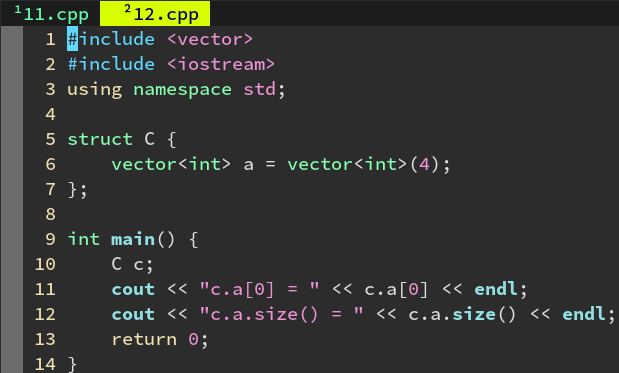 ¹11.cpp ²12.cpp
1 #include <vector>
2 #include <iostream>
3 using namespace std;
4
5 struct C {
6     vector<int> a = vector<int>(4);
7 };
8
9 int main() {
10     C c;
11     cout << "c.a[0] = " << c.a[0] << endl;
12     cout << "c.a.size() = " << c.a.size() << endl;
13     return 0;
14 }